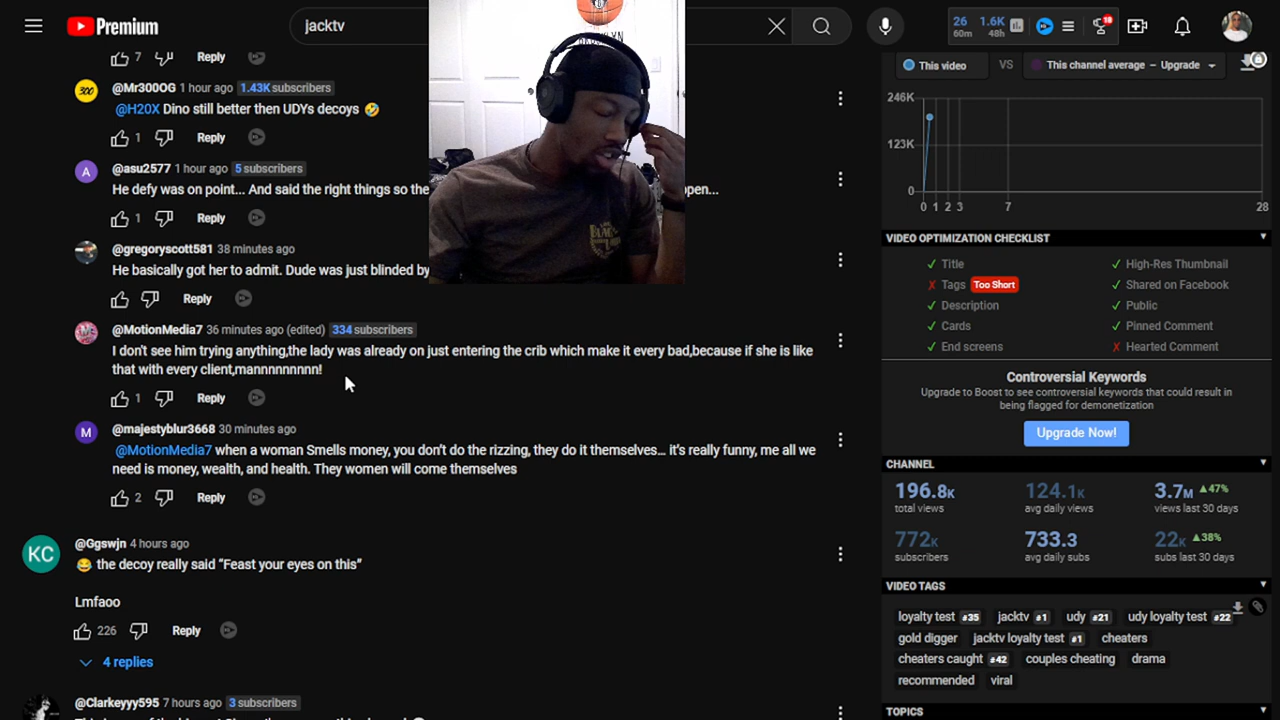 Premium
jacktv
26
60m
1.6K
48h
7
Reply
@Mr300OG 1 hour ago 1.43K subscribers
@H20X Dino still better then UDYs decoys 🤣
1
Reply
A
@asu2577 1 hour ago 5 subscribers
He defy was on point... And said the right things so the
pen...
1
Reply
@gregoryscott581 38 minutes ago
He basically got her to admit. Dude was just blinded by
Reply
@MotionMedia7 36 minutes ago (edited) 334 subscribers
I don't see him trying anything,the lady was already on just entering the crib which make it every bad,because if she is like
that with every client,mannnnnnnnn!
1
Reply
M
@majestyblur3668 30 minutes ago
@MotionMedia7 when a woman Smells money, you don't do the rizzing, they do it themselves... it's really funny, me all we
need is money, wealth, and health. They women will come themselves
2
Reply
KC
@Ggswjn 4 hours ago
😂 the decoy really said “Feast your eyes on this”
Lmfaoo
226
Reply
4 replies
@Clarkeyyy595 7 hours ago 3 subscribers
This video
VS
This channel average – Upgrade
246K
123K
0
0 1 2 3 7 28
VIDEO OPTIMIZATION CHECKLIST
✓ Title
✓ High-Res Thumbnail
✗ Tags Too Short
✓ Shared on Facebook
✓ Description
✓ Public
✓ Cards
✓ Pinned Comment
✓ End screens
✗ Hearted Comment
Controversial Keywords
Upgrade to Boost to see controversial keywords that could result in
being flagged for demonetization
Upgrade Now!
CHANNEL
196.8K 124.1K 3.7M ▲47%
total views avg daily views views last 30 days
772K 733.3 22K ▲38%
subscribers avg daily subs subs last 30 days
VIDEO TAGS
loyalty test #35 jacktv #1 udy #21 udy loyalty test #22
gold digger jacktv loyalty test #1 cheaters
cheaters caught #42 couples cheating drama
recommended viral
TOPICS